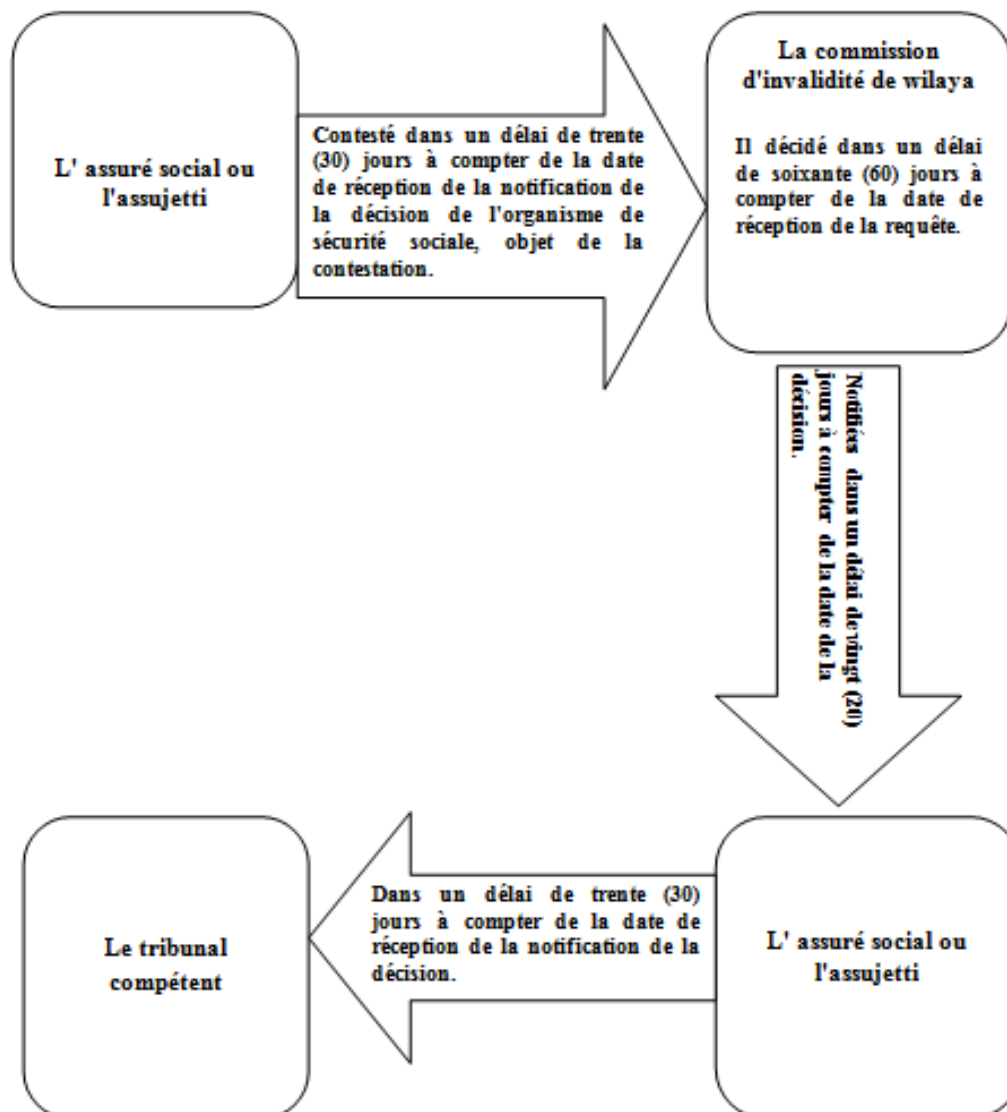 L' assuré social ou
l'assujetti
Contesté dans un délai de trente
(30) jours à compter de la date
de réception de la notification de
la décision de l'organisme de
sécurité sociale, objet de la
contestation.
La commission
d'invalidité de wilaya
Il décidé dans un délai
de soixante (60) jours à
compter de la date de
réception de la requête.
Notifiées dans un délai de vingt (20)
jours à compter de la date de la
décision.
L' assuré social ou
l'assujetti
Dans un délai de trente (30)
jours à compter de la date de
réception de la notification de la
décision.
Le tribunal
compétent